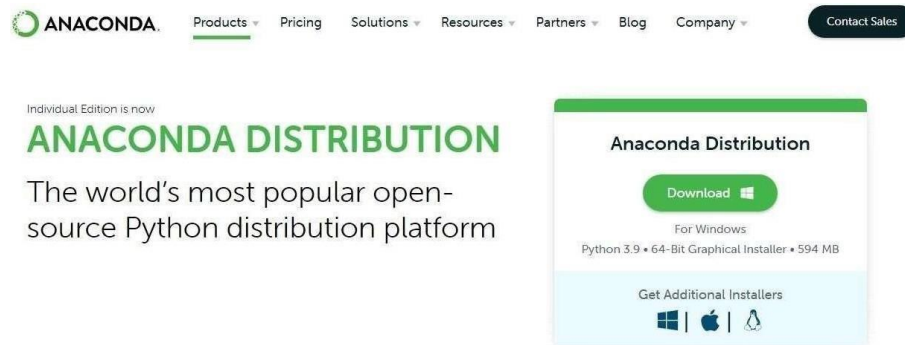 ANACONDA.
Products Pricing Solutions Resources Partners Blog Company Contact Sales
Individual Edition is now
ANACONDA DISTRIBUTION
The world's most popular open-
source Python distribution platform
Anaconda Distribution
Download
For Windows
Python 3.9 • 64-Bit Graphical Installer • 594 MB
Get Additional Installers
| |